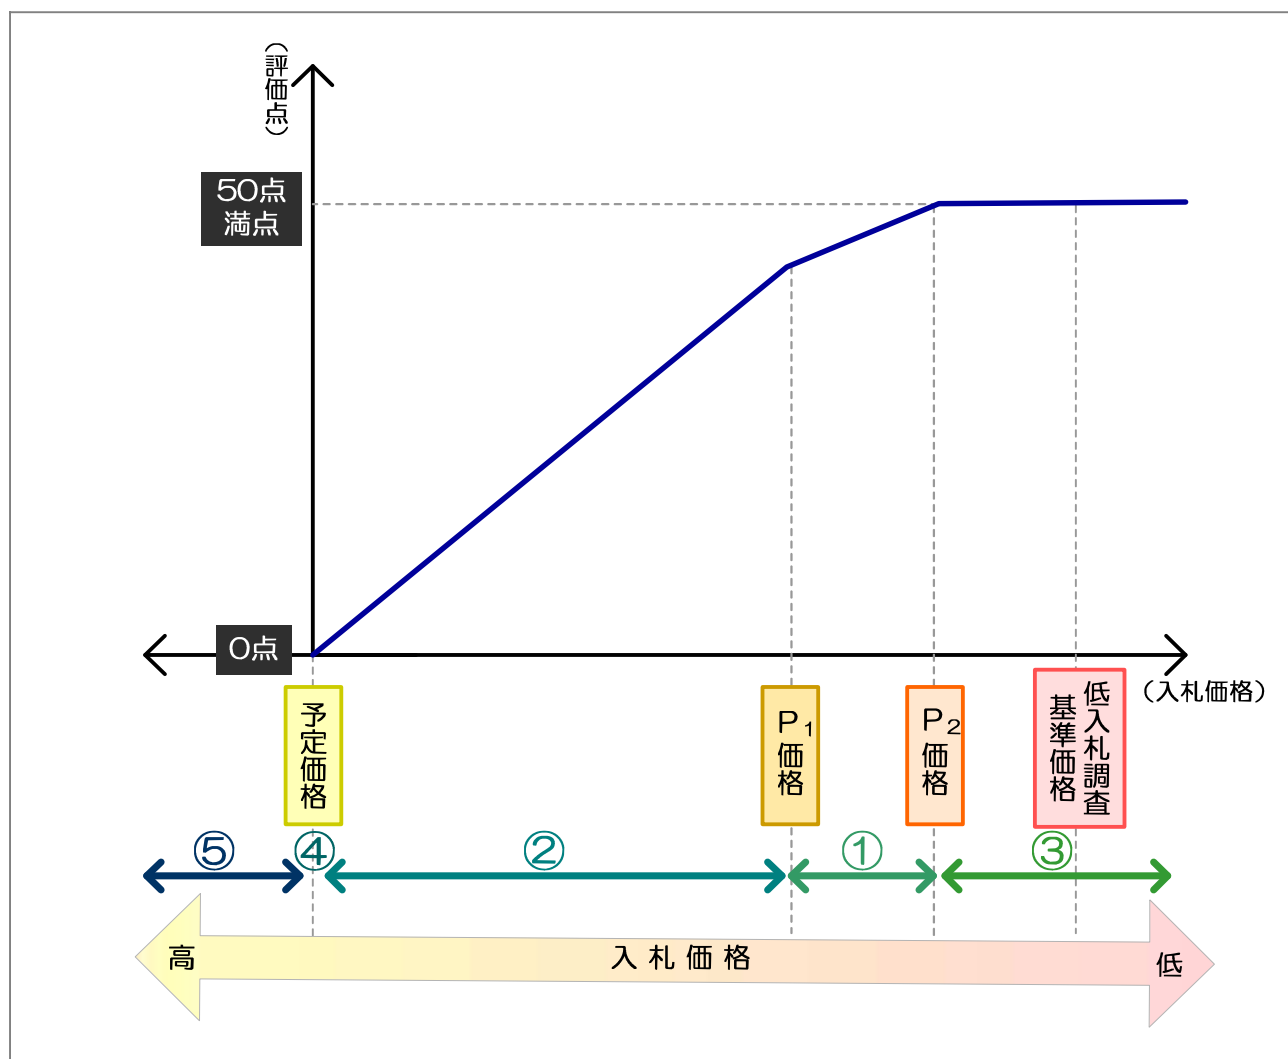 （評価点）
50点
満点
0点
（入札価格）
予定価格
P1
価格
P2
価格
低入札調査
基準価格
⑤
④
②
①
③
高
入札価格
低